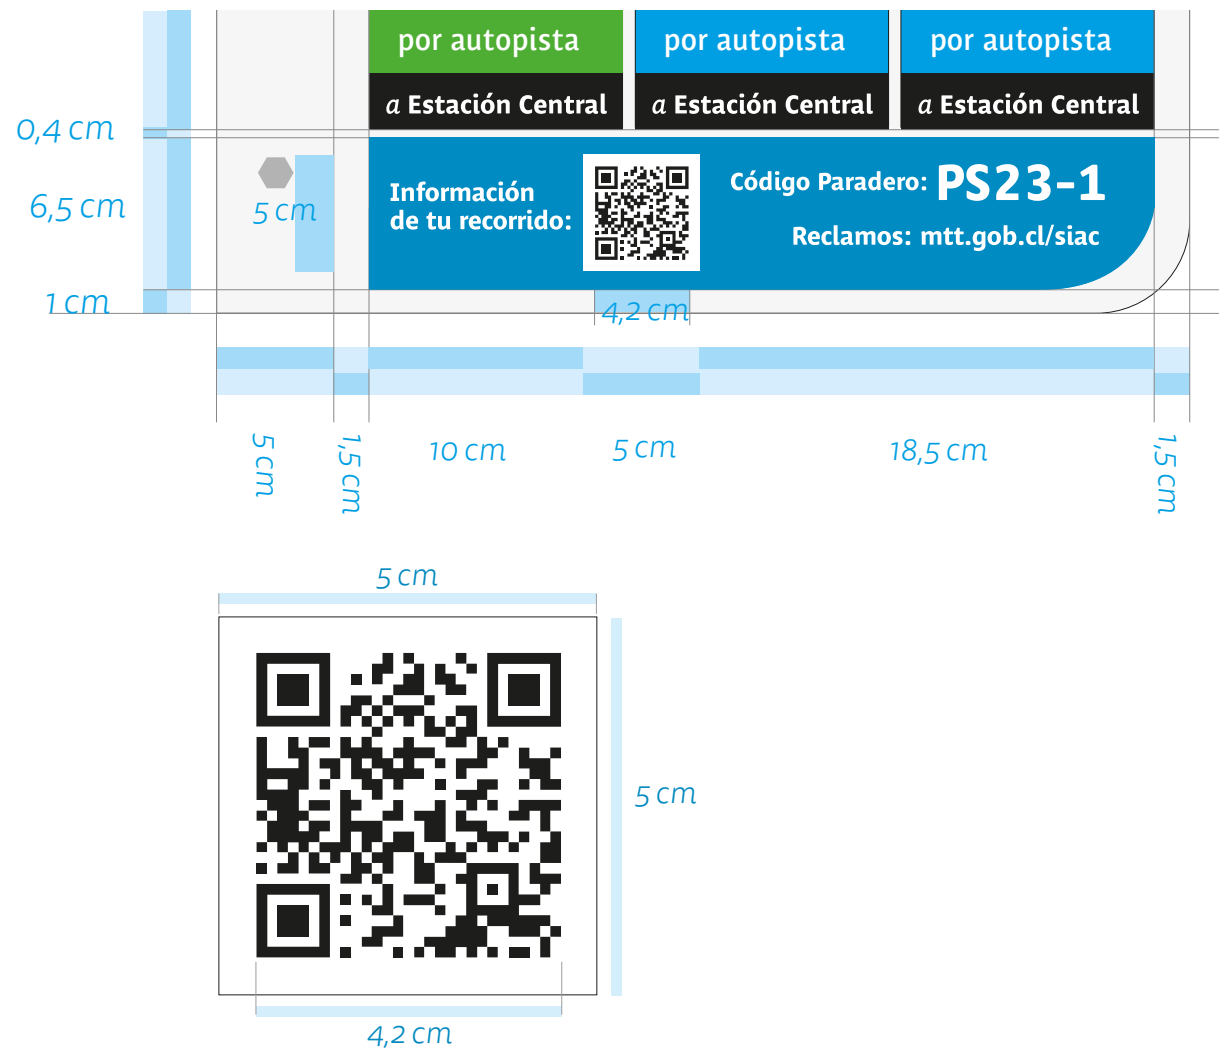 por autopista
por autopista
por autopista
a Estación Central
a Estación Central
a Estación Central
0,4 cm
6,5 cm
5 cm
Información
de tu recorrido:
Código Paradero: PS23-1
Reclamos: mtt.gob.cl/siac
1 cm
4,2 cm
5 cm
1,5 cm
10 cm
5 cm
18,5 cm
1,5 cm
5 cm
5 cm
4,2 cm